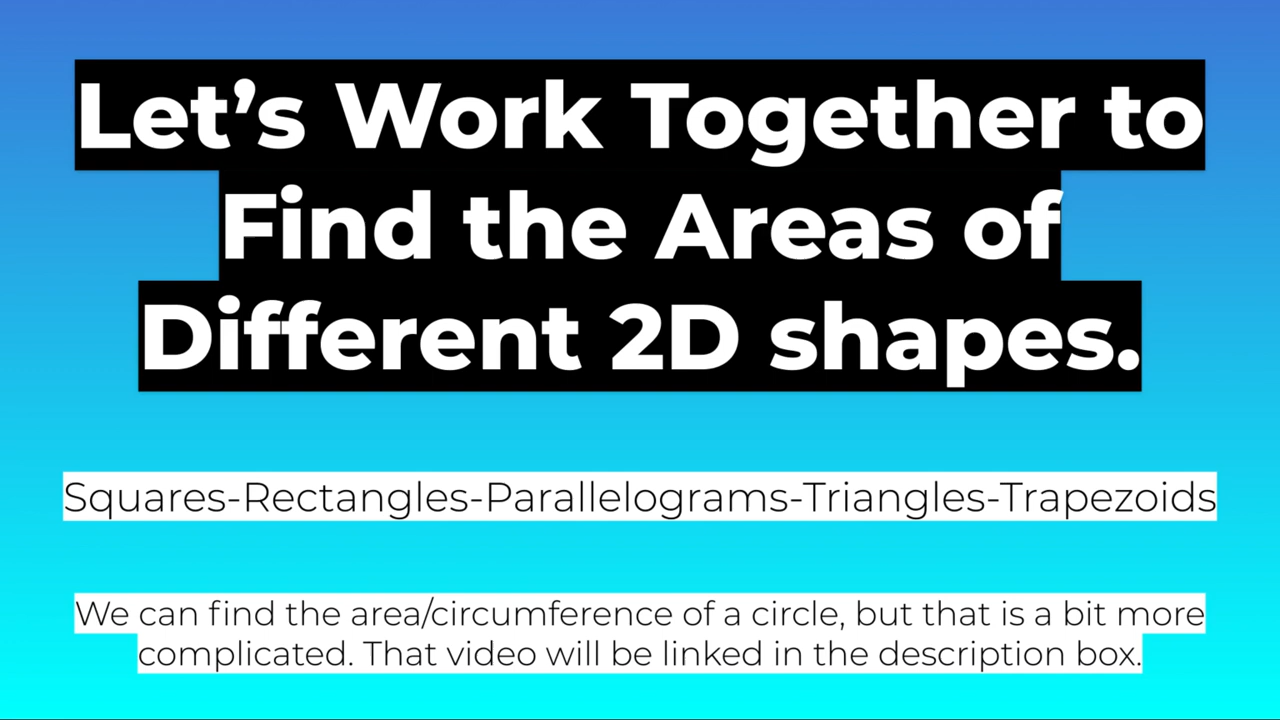 Let’s Work Together to
Find the Areas of
Different 2D shapes.
Squares-Rectangles-Parallelograms-Triangles-Trapezoids
We can find the area/circumference of a circle, but that is a bit more
complicated. That video will be linked in the description box.